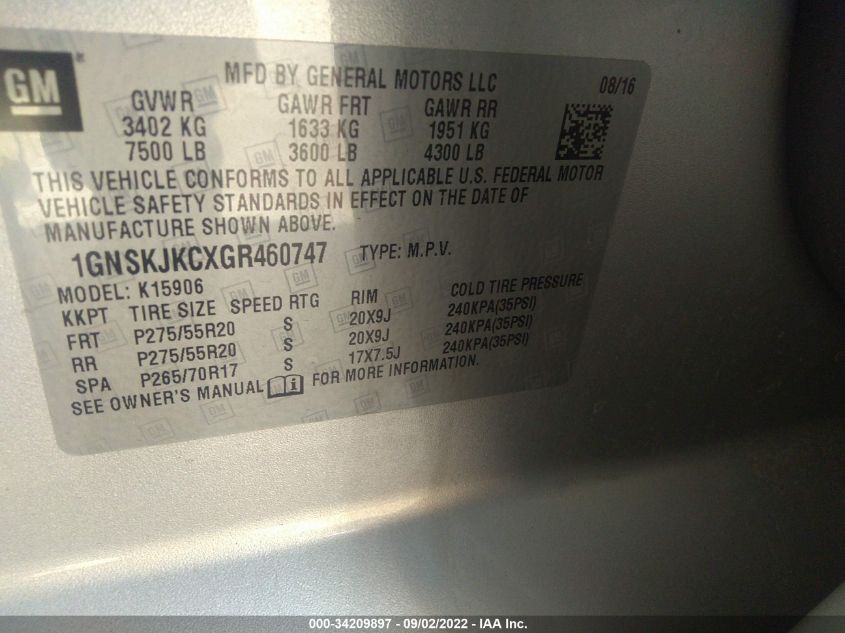 GM
MFD BY GENERAL MOTORS LLC 08/16
GVWR GAWR FRT GAWR RR
3402 KG 1633 KG 1951 KG
7500 LB 3600 LB 4300 LB
THIS VEHICLE CONFORMS TO ALL APPLICABLE U.S. FEDERAL MOTOR
VEHICLE SAFETY STANDARDS IN EFFECT ON THE DATE OF
MANUFACTURE SHOWN ABOVE.
1GNSKJKCXGR460747 TYPE: M.P.V.
MODEL: K15906
KKPT TIRE SIZE SPEED RTG RIM COLD TIRE PRESSURE
FRT P275/55R20 S 20X9J 240KPA(35PSI)
RR P275/55R20 S 20X9J 240KPA(35PSI)
SPA P265/70R17 S 17X7.5J 240KPA(35PSI)
SEE OWNER'S MANUAL i FOR MORE INFORMATION.
000-34209897 - 09/02/2022 - IAA Inc.